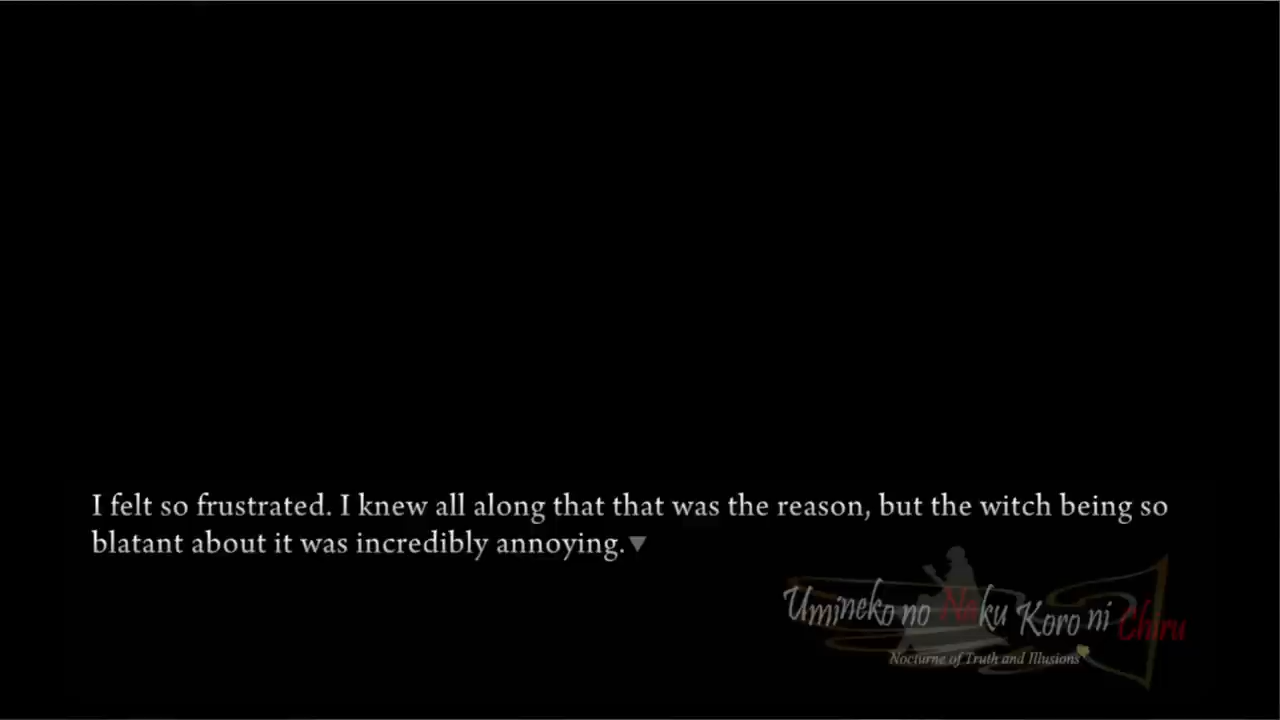 I felt so frustrated. I knew all along that that was the reason, but the witch being so
blatant about it was incredibly annoying.
Umineko no Naku Koro ni Chiru
Nocturne of Truth and Illusions